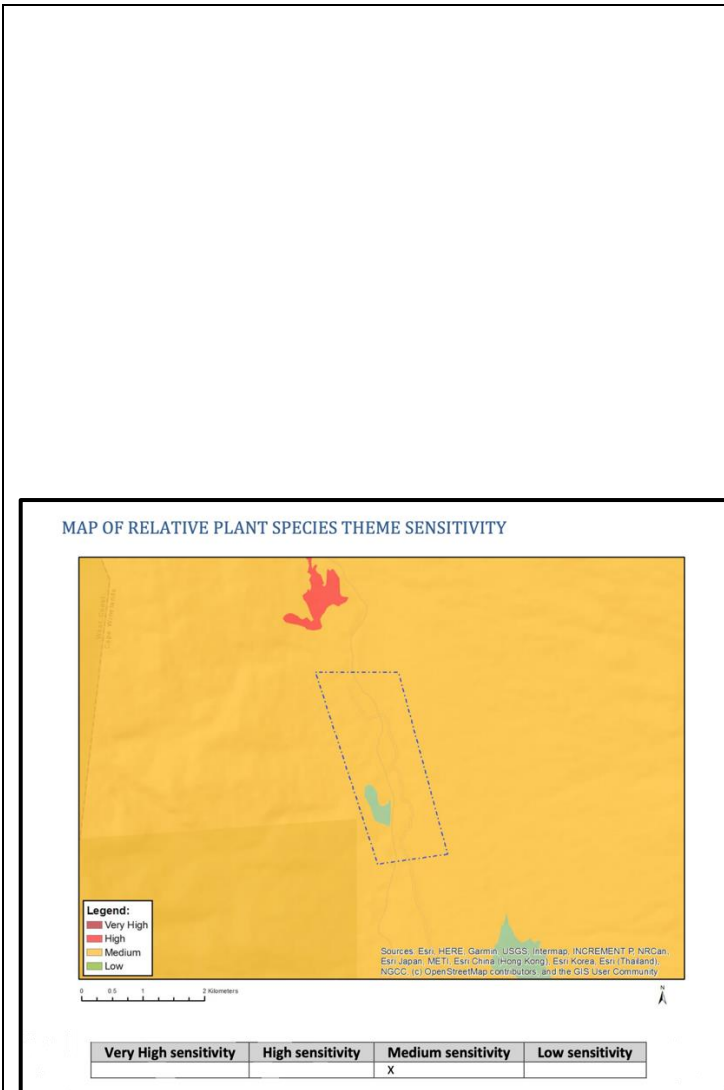 MAP OF RELATIVE PLANT SPECIES THEME SENSITIVITY
Legend:
Very High
High
Medium
Low
Sources: Esri, HERE, Garmin, USGS, Intermap, INCREMENT P, NRCan,
Esri Japan, METI, Esri China (Hong Kong), Esri Korea, Esri (Thailand),
NGCC, (c) OpenStreetMap contributors, and the GIS User Community
0 0.5 1 2 Kilometers
N
Very High sensitivity High sensitivity Medium sensitivity Low sensitivity
X